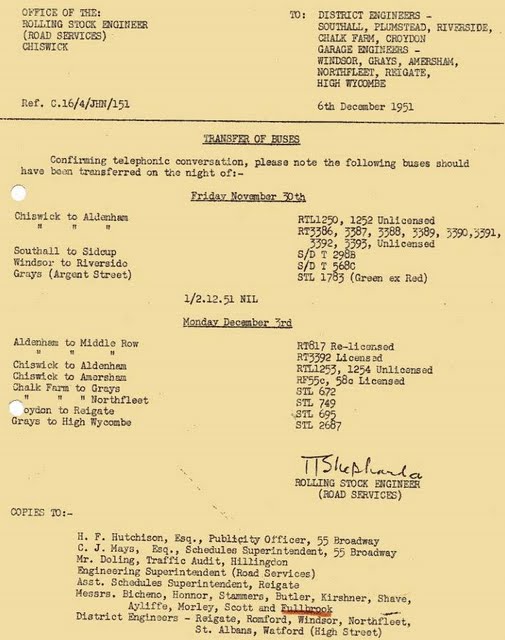 OFFICE OF THE:
ROLLING STOCK ENGINEER
(ROAD SERVICES)
CHISWICK
TO: DISTRICT ENGINEERS -
SOUTHALL, PLUMSTEAD, RIVERSIDE,
CHALK FARM, CROYDON
GARAGE ENGINEERS -
WINDSOR, GRAYS, AMERSHAM,
NORTHFLEET, REIGATE,
HIGH WYCOMBE
Ref. C.16/4/JHN/151
6th December 1951
TRANSFER OF BUSES
Confirming telephonic conversation, please note the following buses should
have been transferred on the night of:-
Friday November 30th
Chiswick to Aldenham RTL1250, 1252 Unlicensed
" " " RT3386, 3387, 3388, 3389, 3390,3391,
3392, 3393, Unlicensed
Southall to Sidcup S/D T 298B
Windsor to Riverside S/D T 568C
Grays (Argent Street) STL 1783 (Green ex Red)
1/2.12.51 NIL
Monday December 3rd
Aldenham to Middle Row RT817 Re-licensed
" " " RT3392 Licensed
Chiswick to Aldenham RTL1253, 1254 Unlicensed
Chiswick to Amersham RF55c, 58c Licensed
Chalk Farm to Grays STL 672
" " " Northfleet STL 749
oydon to Reigate STL 695
Grays to High Wycombe STL 2687
TTShepharda
ROLLING STOCK ENGINEER
(ROAD SERVICES)
COPIES TO:-
H. F. Hutchison, Esq., Publicity Officer, 55 Broadway
C. J. Mays, Esq., Schedules Superintendent, 55 Broadway
Mr. Doling, Traffic Audit, Hillingdon
Engineering Superintendent (Road Services)
Asst. Schedules Superintendent, Reigate
Messrs. Bicheno, Honnor, Stammers, Butler, Kirshner, Shave,
Ayliffe, Morley, Scott and Fullbrook
District Engineers - Reigate, Romford, Windsor, Northfleet,
St. Albans, Watford (High Street)